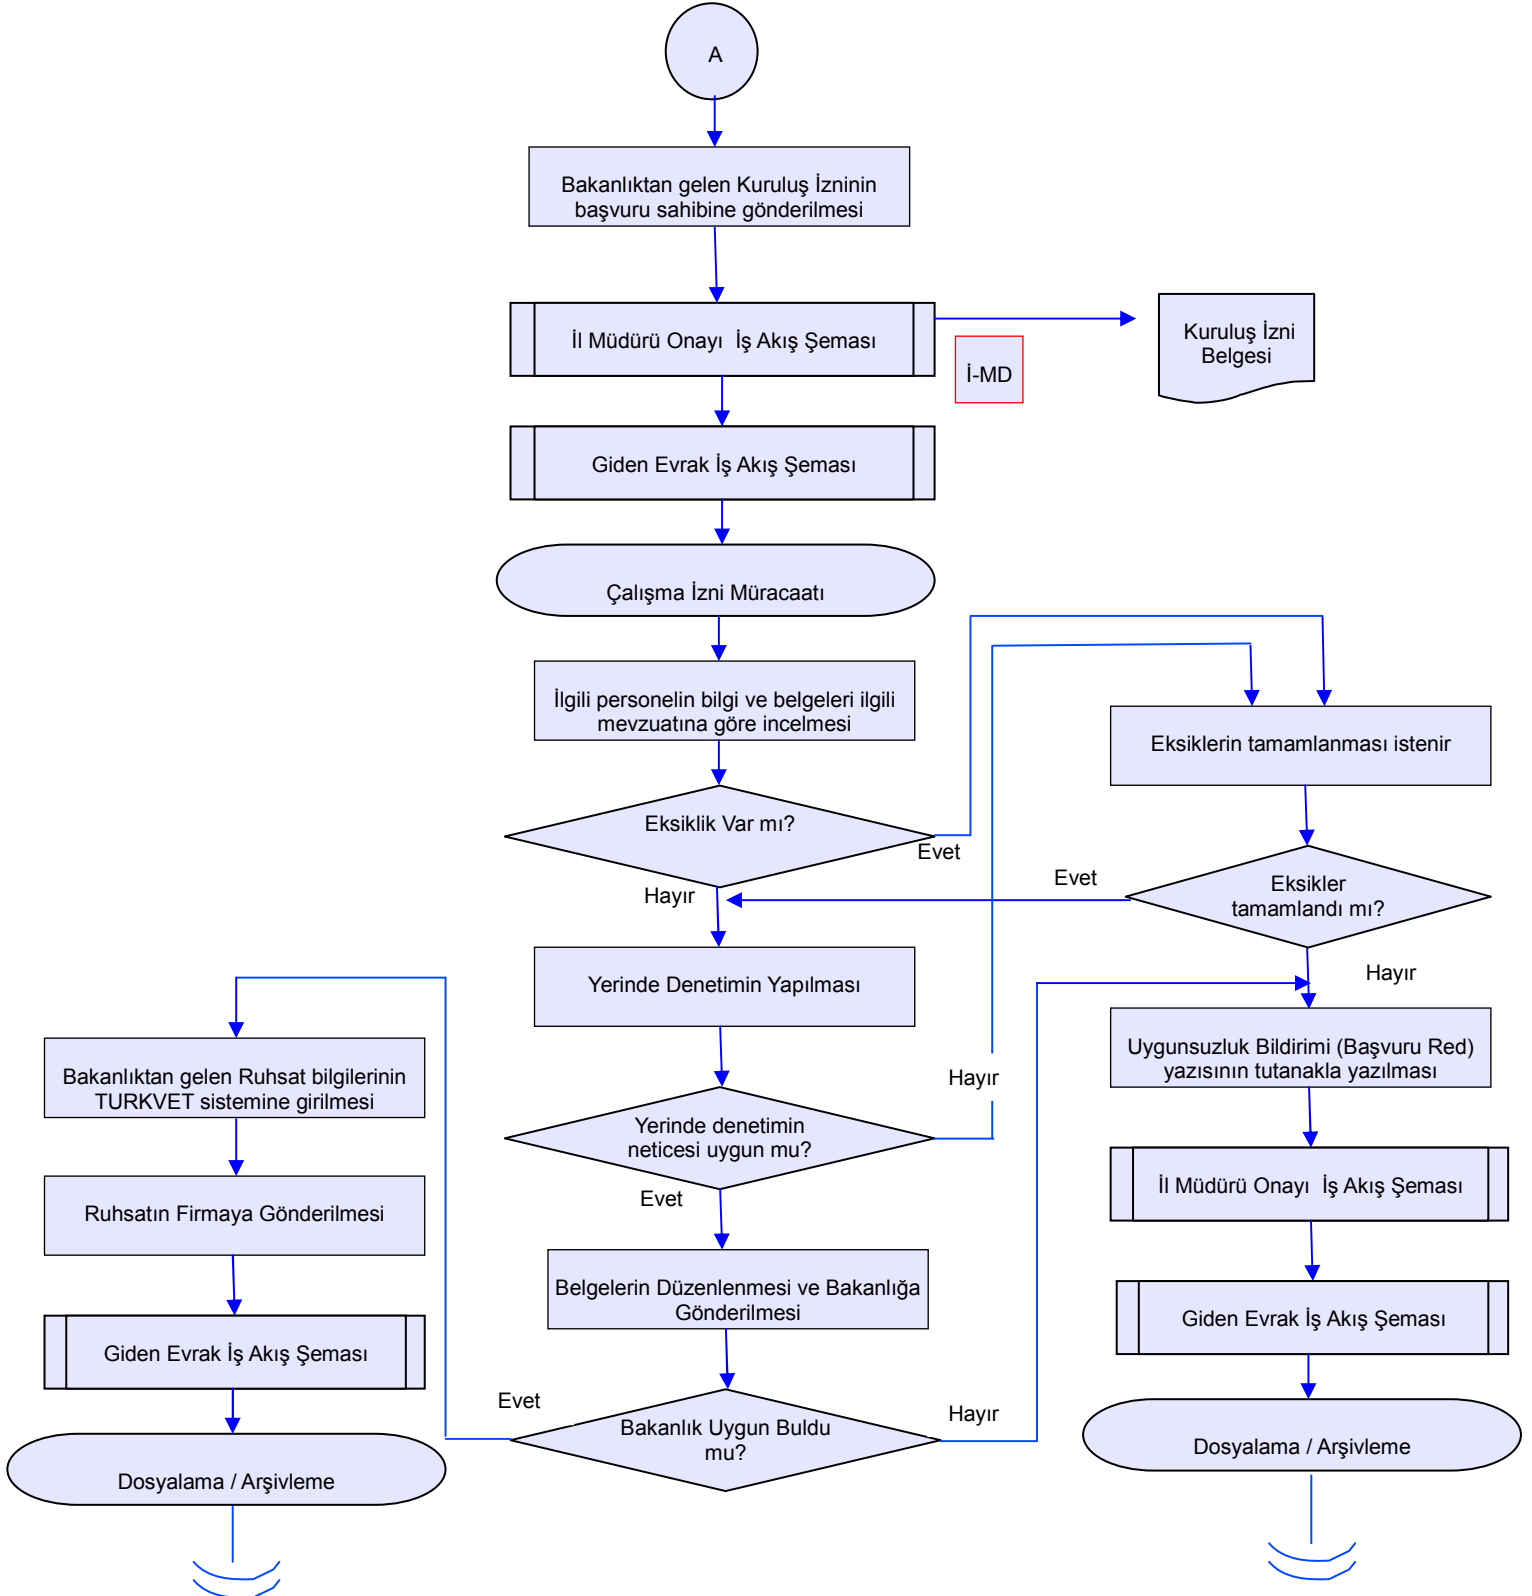 A
Bakanlıktan gelen Kuruluş İzninin
başvuru sahibine gönderilmesi
İl Müdürü Onayı İş Akış Şeması
İ-MD
Kuruluş İzni
Belgesi
Giden Evrak İş Akış Şeması
Çalışma İzni Müracaatı
İlgili personelin bilgi ve belgeleri ilgili
mevzuatına göre incelmesi
Eksiklerin tamamlanması istenir
Eksiklik Var mı?
Evet
Hayır
Evet
Eksikler
tamamlandı mı?
Hayır
Yerinde Denetimin Yapılması
Uygunsuzluk Bildirimi (Başvuru Red)
yazısının tutanakla yazılması
Bakanlıktan gelen Ruhsat bilgilerinin
TURKVET sistemine girilmesi
Hayır
Yerinde denetimin
neticesi uygun mu?
Evet
İl Müdürü Onayı İş Akış Şeması
Ruhsatın Firmaya Gönderilmesi
Belgelerin Düzenlenmesi ve Bakanlığa
Gönderilmesi
Giden Evrak İş Akış Şeması
Giden Evrak İş Akış Şeması
Evet
Bakanlık Uygun Buldu
mu?
Hayır
Dosyalama / Arşivleme
Dosyalama / Arşivleme